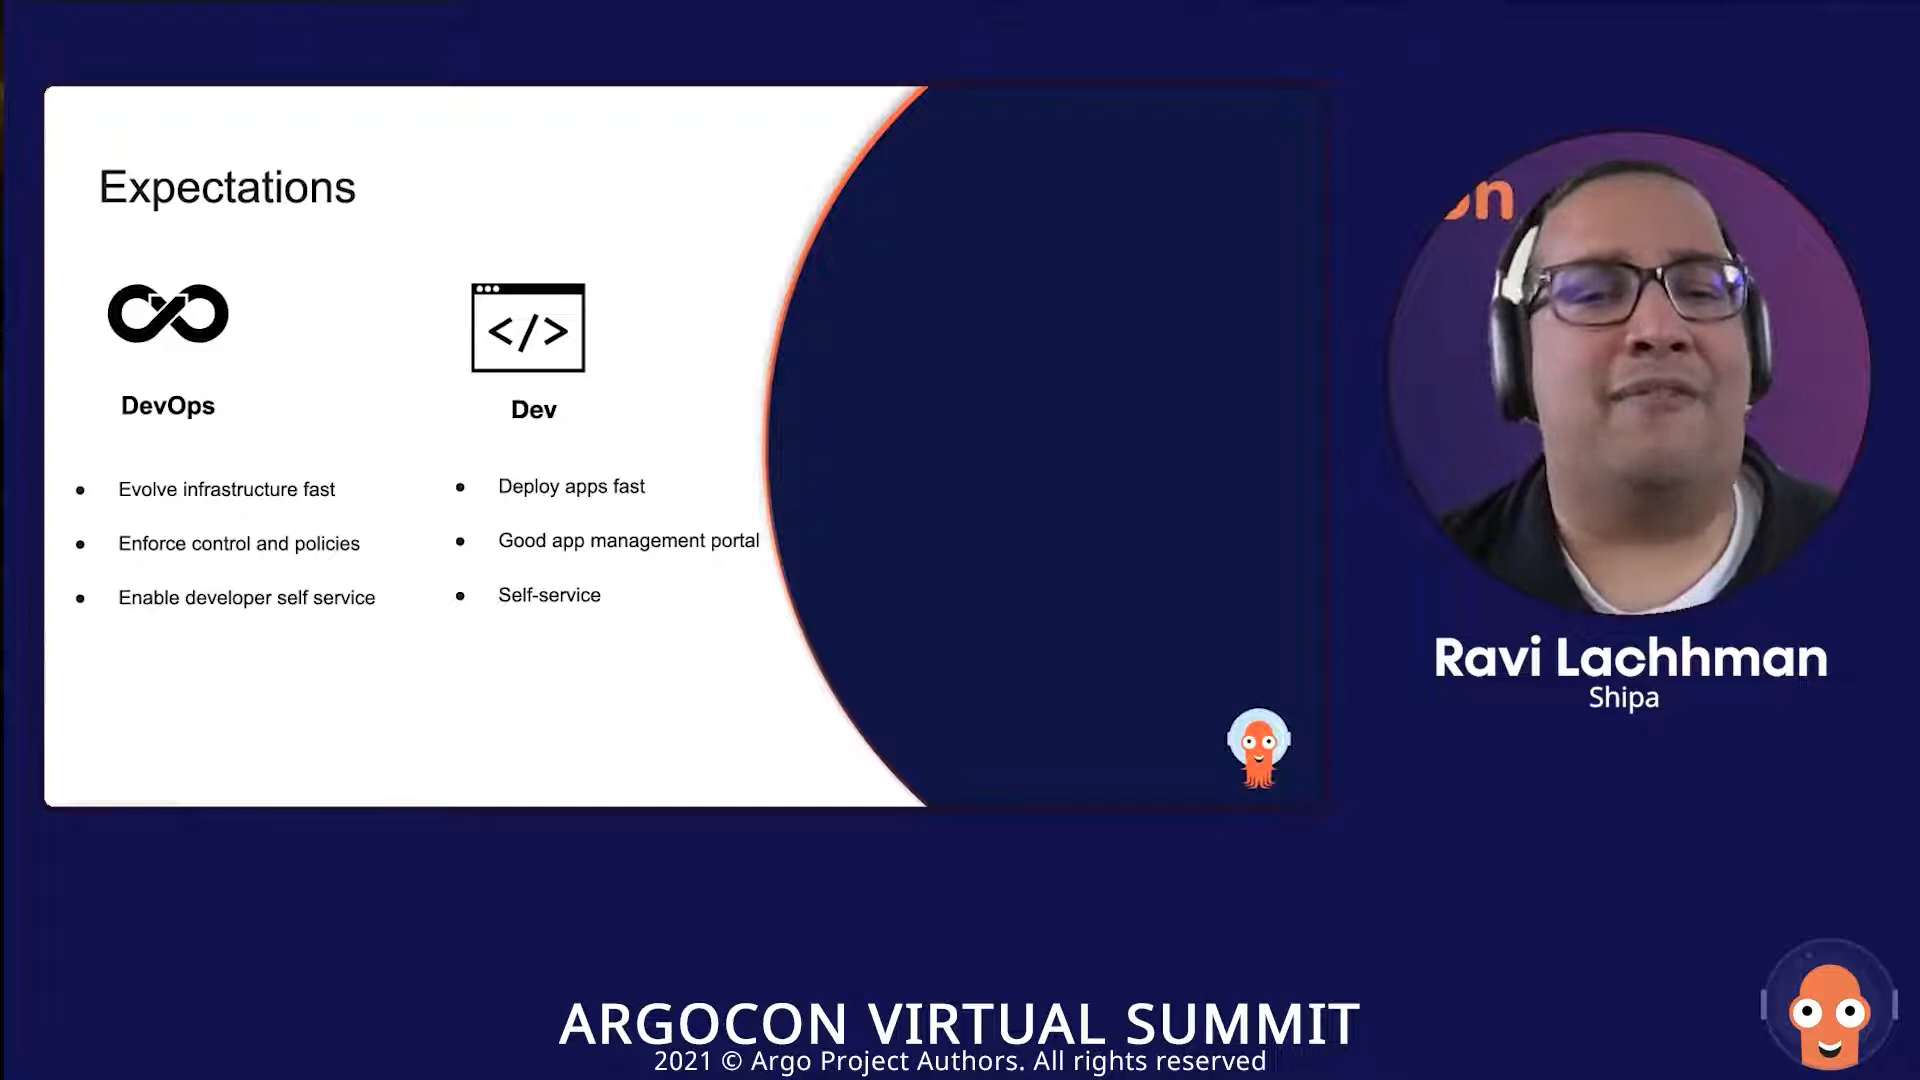 Expectations
DevOps
Evolve infrastructure fast
Enforce control and policies
Enable developer self service
</>
Dev
Deploy apps fast
Good app management portal
Self-service
on
Ravi Lachhman
Shipa
ARGOCON VIRTUAL SUMMIT
2021 © Argo Project Authors. All rights reserved